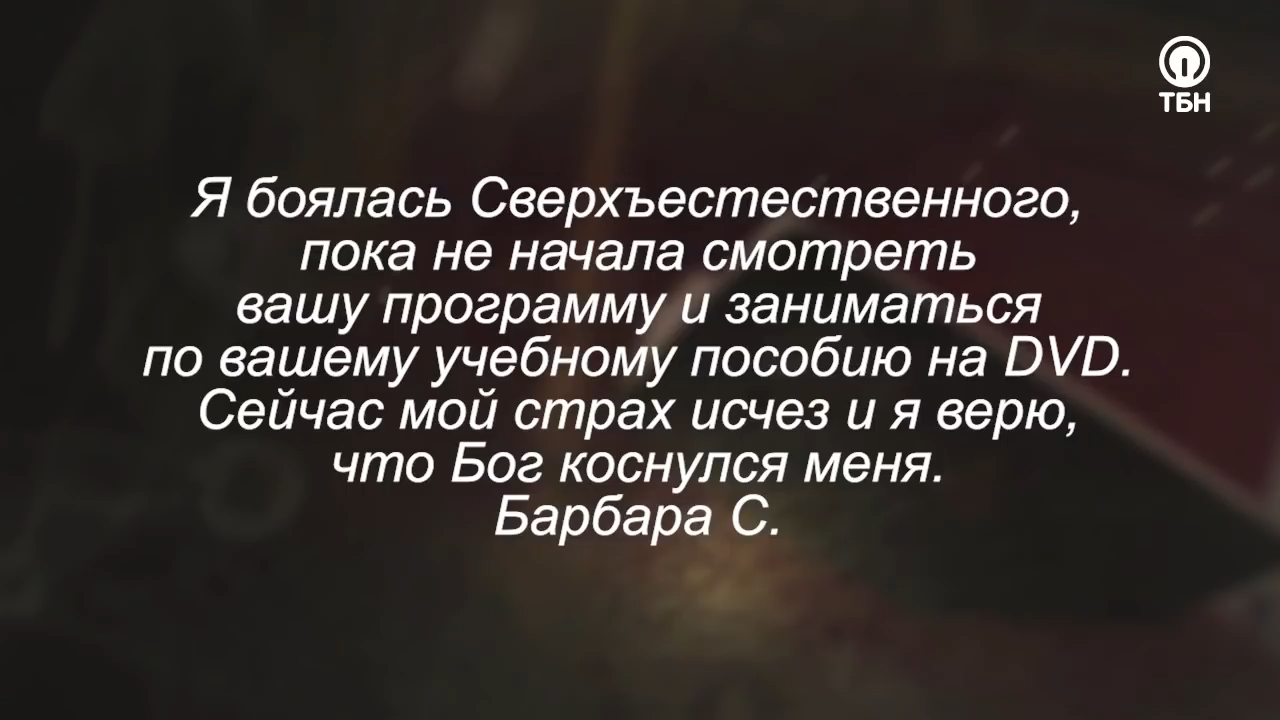 ТБН
Я боялась Сверхъестественного,
пока не начала смотреть
вашу программу и заниматься
по вашему учебному пособию на DVD.
Сейчас мой страх исчез и я верю,
что Бог коснулся меня.
Барбара С.